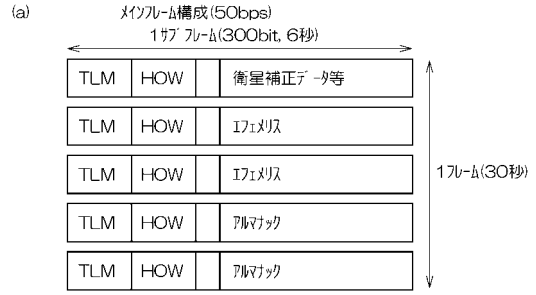 (a)
ﾒｲﾝﾌﾚｰﾑ構成(50bps)
1ｻﾌﾞﾌﾚｰﾑ(300bit, 6秒)
TLM HOW 衛星補正ﾃﾞｰﾀ等
TLM HOW ｴﾌｪﾒﾘｽ
TLM HOW ｴﾌｪﾒﾘｽ
1ﾌﾚｰﾑ(30秒)
TLM HOW ｱﾙﾏﾅｯｸ
TLM HOW ｱﾙﾏﾅｯｸ